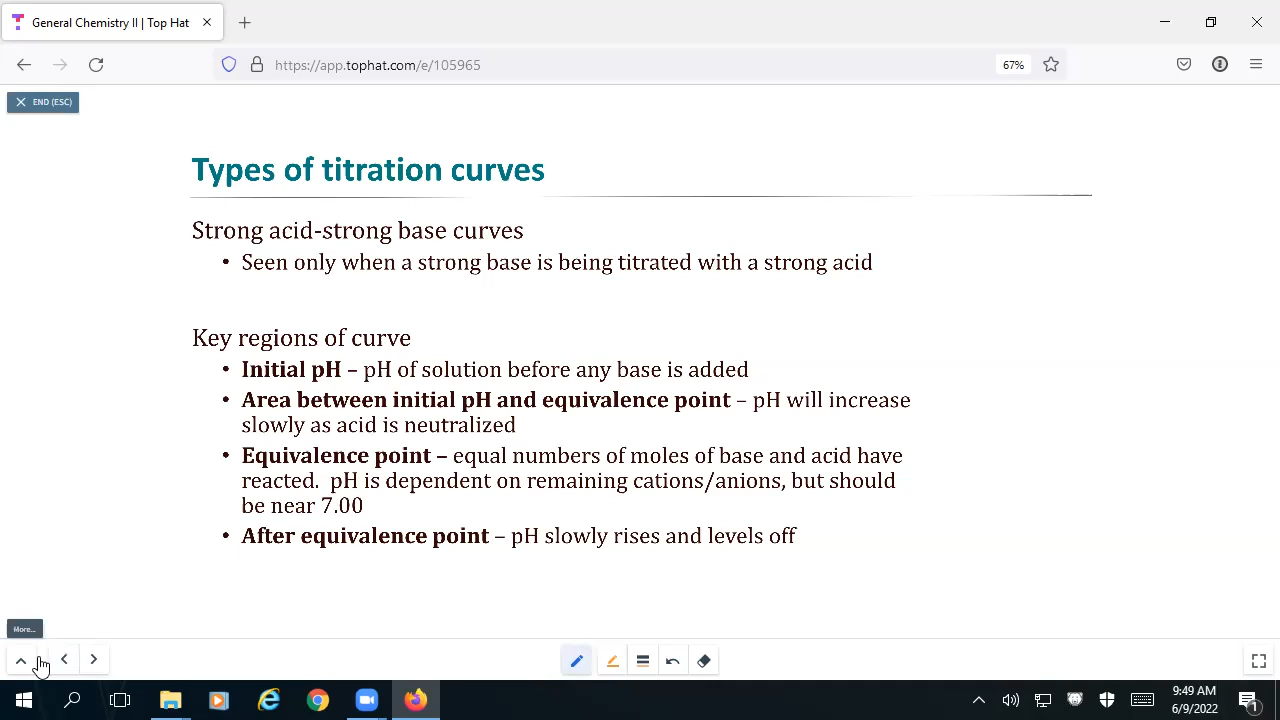 General Chemistry II | Top Hat
https://app.tophat.com/e/105965
67%
END (ESC)
Types of titration curves
Strong acid-strong base curves
• Seen only when a strong base is being titrated with a strong acid
Key regions of curve
• Initial pH – pH of solution before any base is added
• Area between initial pH and equivalence point – pH will increase
slowly as acid is neutralized
• Equivalence point – equal numbers of moles of base and acid have
reacted. pH is dependent on remaining cations/anions, but should
be near 7.00
• After equivalence point – pH slowly rises and levels off
More...
9:49 AM
6/9/2022
1